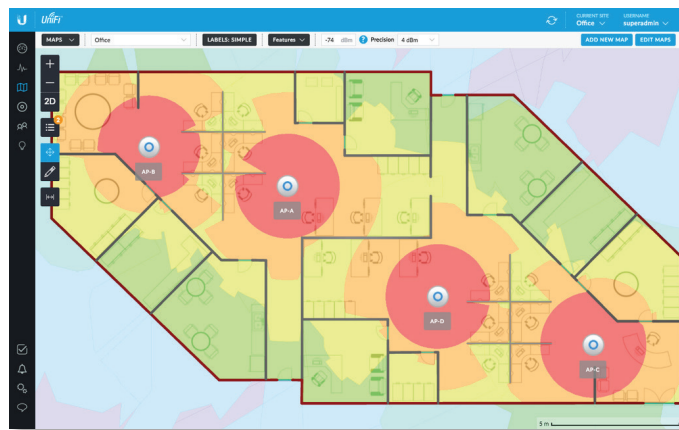 UniFi
CURRENT SITE
Office
USERNAME
superadmin
MAPS
Office
LABELS: SIMPLE
Features
-74 dBm
? Precision
4 dBm
ADD NEW MAP
EDIT MAPS
+
−
2D
2
AP-B
AP-A
AP-D
AP-C
5 m